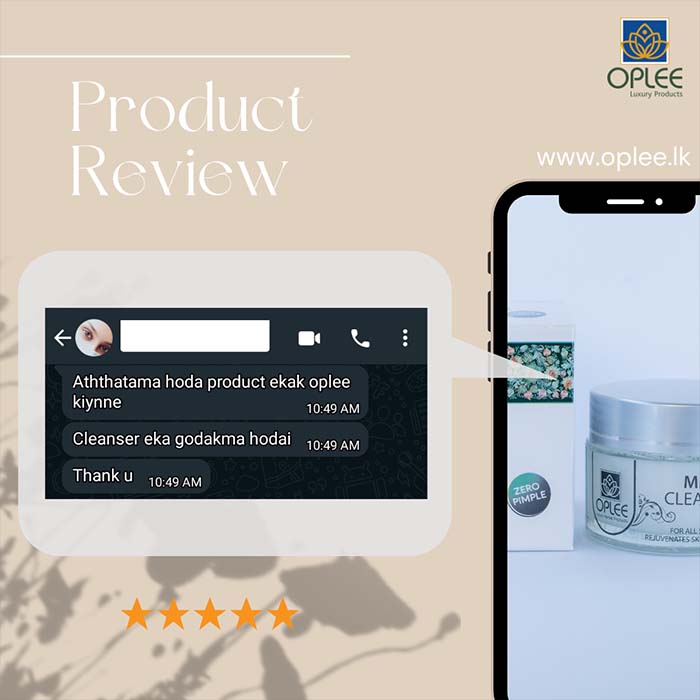 OPLEE
Luxury Products
Product
Review
www.oplee.lk
Aththatama hoda product ekak oplee
kiynne
10:49 AM
Cleanser eka godakma hodai
10:49 AM
Thank u
10:49 AM
ZERO
PIMPLE
OPLEE
M
CLEA
FOR ALL
REJUVENATES SK